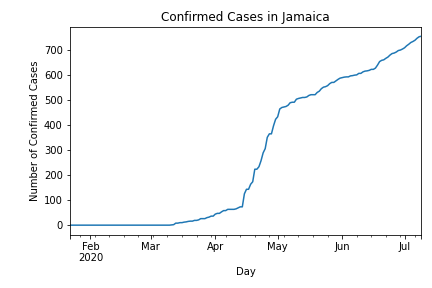 Confirmed Cases in Jamaica
Number of Confirmed Cases
700
600
500
400
300
200
100
0
Feb Mar Apr May Jun Jul
2020
Day